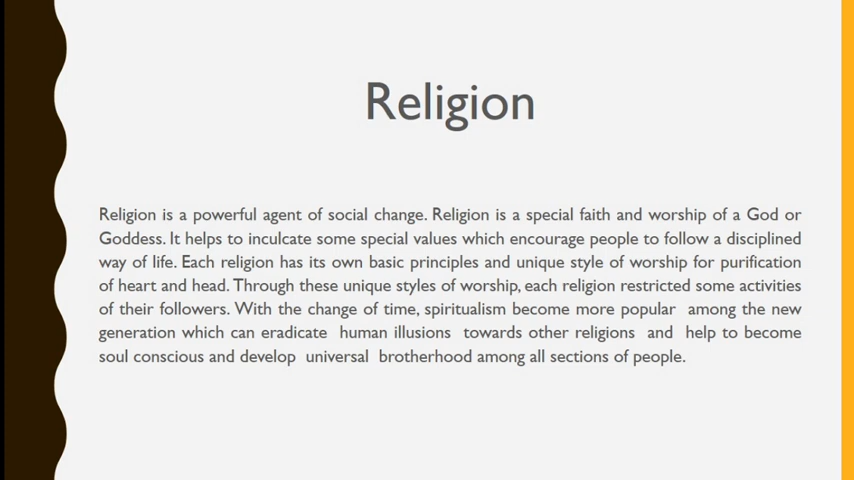 Religion
Religion is a powerful agent of social change. Religion is a special faith and worship of a God or
Goddess. It helps to inculcate some special values which encourage people to follow a disciplined
way of life. Each religion has its own basic principles and unique style of worship for purification
of heart and head. Through these unique styles of worship, each religion restricted some activities
of their followers. With the change of time, spiritualism become more popular among the new
generation which can eradicate human illusions towards other religions and help to become
soul conscious and develop universal brotherhood among all sections of people.